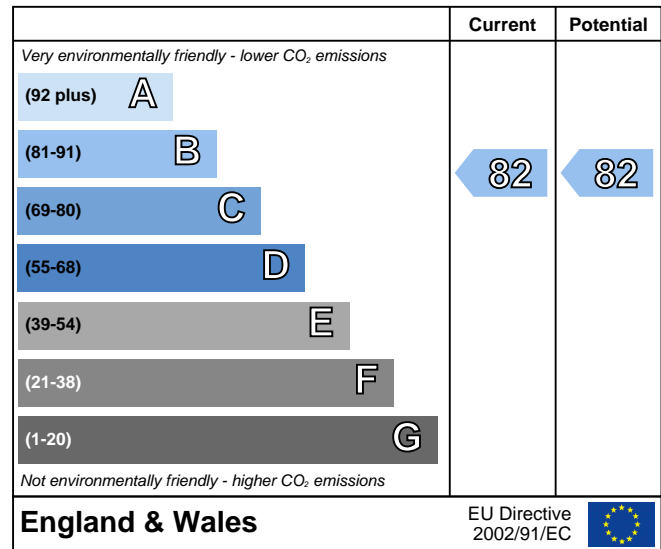 Current Potential
Very environmentally friendly - lower CO₂ emissions
(92 plus) A
(81-91) B
82 82
(69-80) C
(55-68) D
(39-54) E
(21-38) F
(1-20) G
Not environmentally friendly - higher CO₂ emissions
England & Wales
EU Directive
2002/91/EC